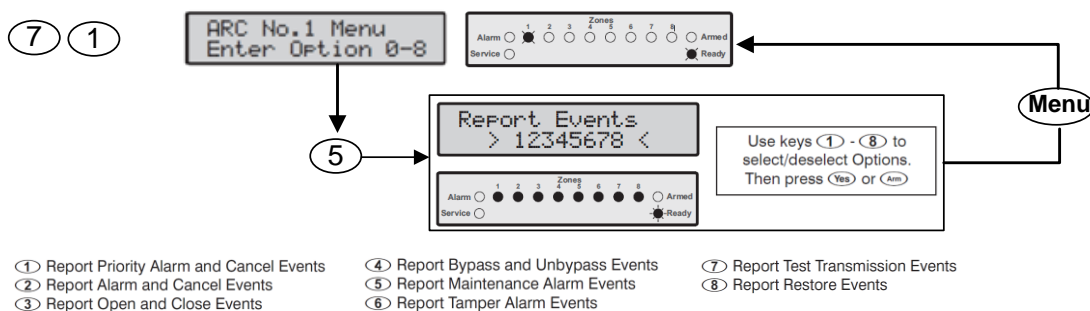 7 1
ARC No.1 Menu
Enter Option 0-8
Zones
1 2 3 4 5 6 7 8
Alarm Armed
Service Ready
Menu
5
Report Events
> 12345678 <
Zones
1 2 3 4 5 6 7 8
Alarm Armed
Service Ready
Use keys 1 - 8 to
select/deselect Options.
Then press Yes or Arm
1 Report Priority Alarm and Cancel Events
2 Report Alarm and Cancel Events
3 Report Open and Close Events
4 Report Bypass and Unbypass Events
5 Report Maintenance Alarm Events
6 Report Tamper Alarm Events
7 Report Test Transmission Events
8 Report Restore Events